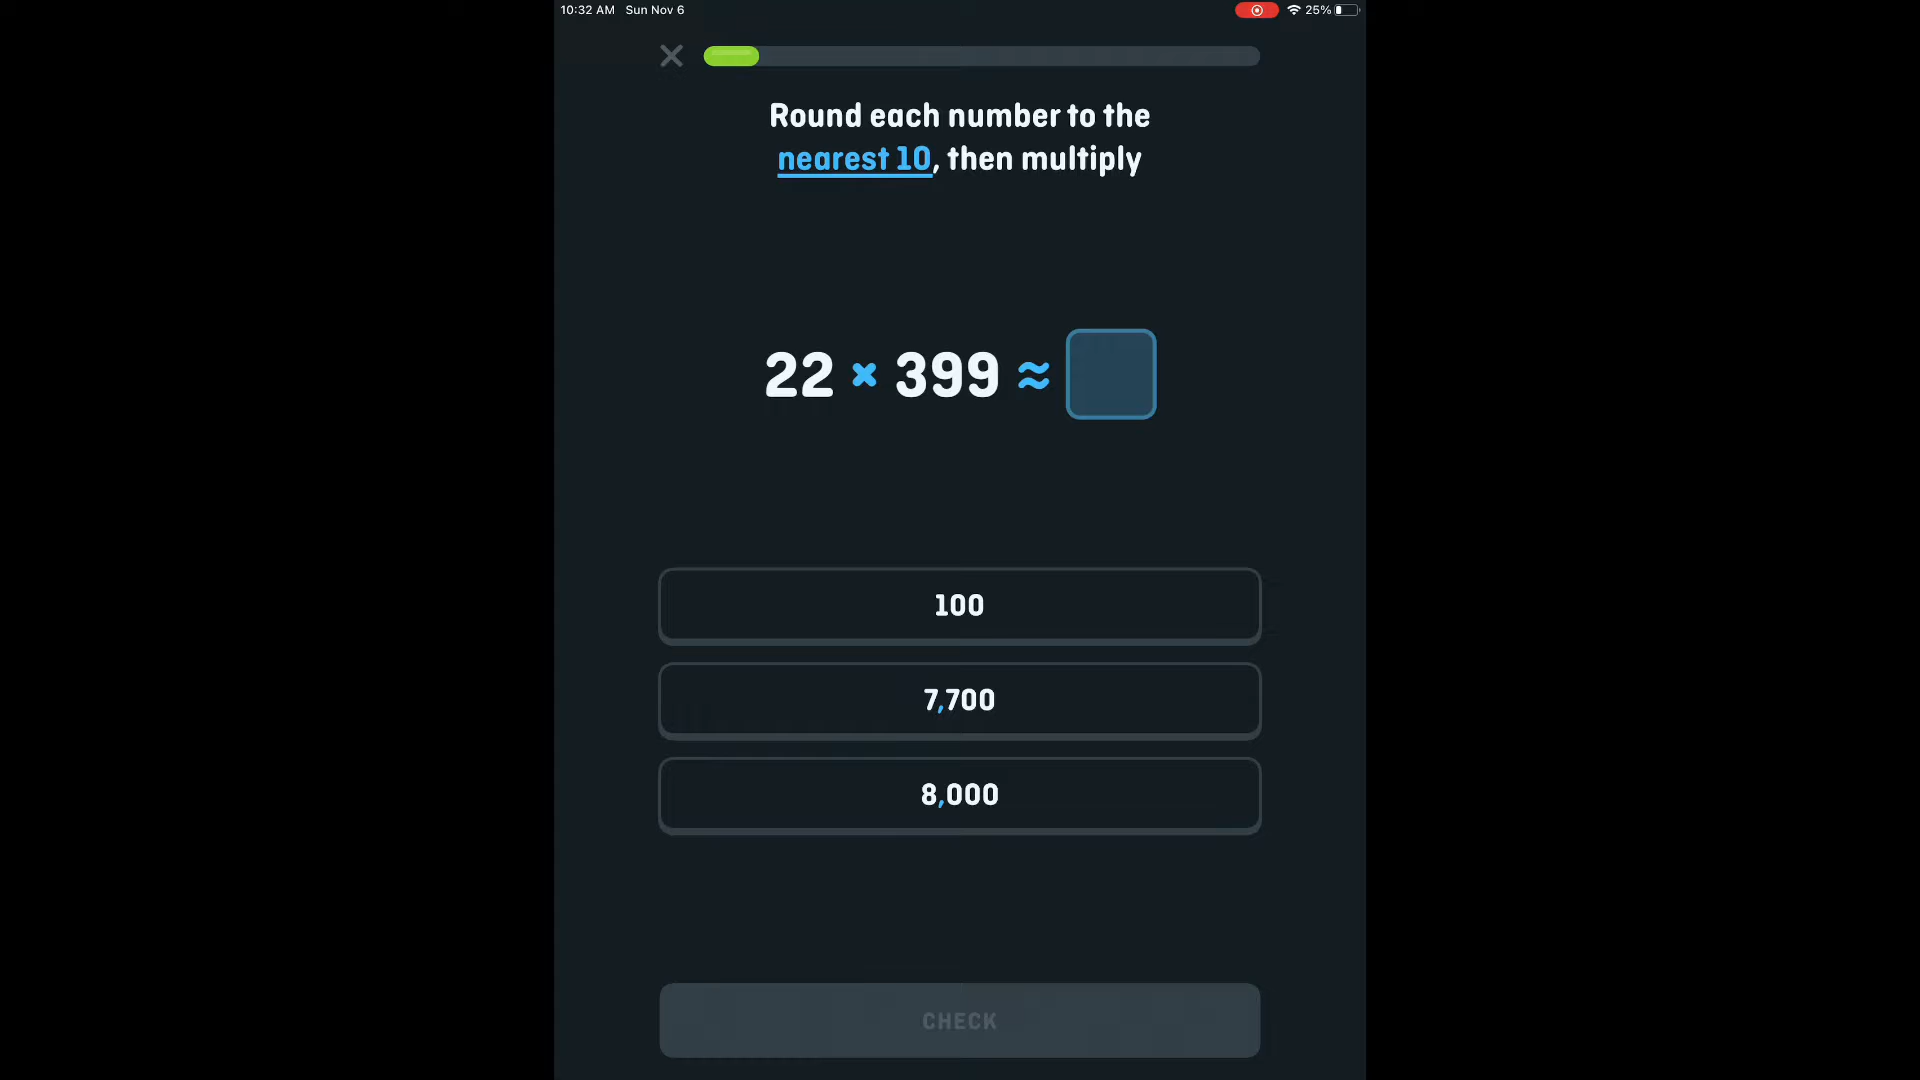 10:32 AM Sun Nov 6 25%
Round each number to the
nearest 10, then multiply
22 × 399 ≈
100
7,700
8,000
CHECK